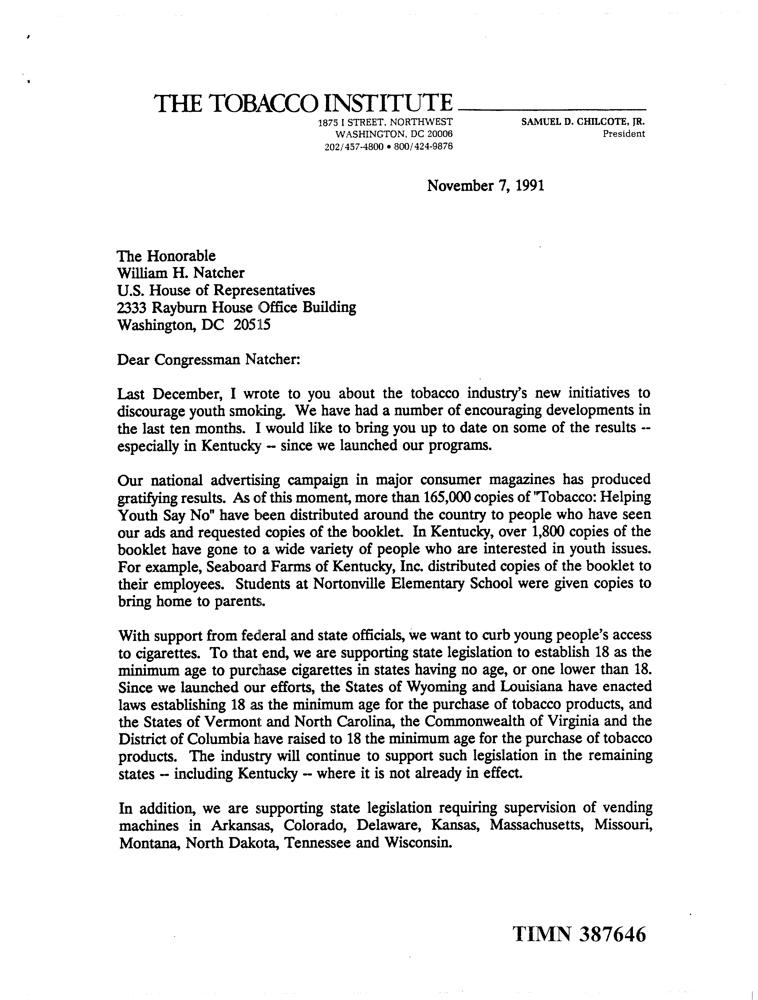 THE TOBACCO INSTITUTE
1875 I STREET, NORTHWEST
WASHINGTON, DC 20006
202/457-4800 • 800/424-9876
SAMUEL D. CHILCOTE, JR.
President
November 7, 1991
The Honorable
William H. Natcher
U.S. House of Representatives
2333 Rayburn House Office Building
Washington, DC 20515
Dear Congressman Natcher:
Last December, I wrote to you about the tobacco industry's new initiatives to
discourage youth smoking. We have had a number of encouraging developments in
the last ten months. I would like to bring you up to date on some of the results --
especially in Kentucky -- since we launched our programs.
Our national advertising campaign in major consumer magazines has produced
gratifying results. As of this moment, more than 165,000 copies of "Tobacco: Helping
Youth Say No" have been distributed around the country to people who have seen
our ads and requested copies of the booklet. In Kentucky, over 1,800 copies of the
booklet have gone to a wide variety of people who are interested in youth issues.
For example, Seaboard Farms of Kentucky, Inc. distributed copies of the booklet to
their employees. Students at Nortonville Elementary School were given copies to
bring home to parents.
With support from federal and state officials, we want to curb young people's access
to cigarettes. To that end, we are supporting state legislation to establish 18 as the
minimum age to purchase cigarettes in states having no age, or one lower than 18.
Since we launched our efforts, the States of Wyoming and Louisiana have enacted
laws establishing 18 as the minimum age for the purchase of tobacco products, and
the States of Vermont and North Carolina, the Commonwealth of Virginia and the
District of Columbia have raised to 18 the minimum age for the purchase of tobacco
products. The industry will continue to support such legislation in the remaining
states -- including Kentucky -- where it is not already in effect.
In addition, we are supporting state legislation requiring supervision of vending
machines in Arkansas, Colorado, Delaware, Kansas, Massachusetts, Missouri,
Montana, North Dakota, Tennessee and Wisconsin.
TIMN 387646